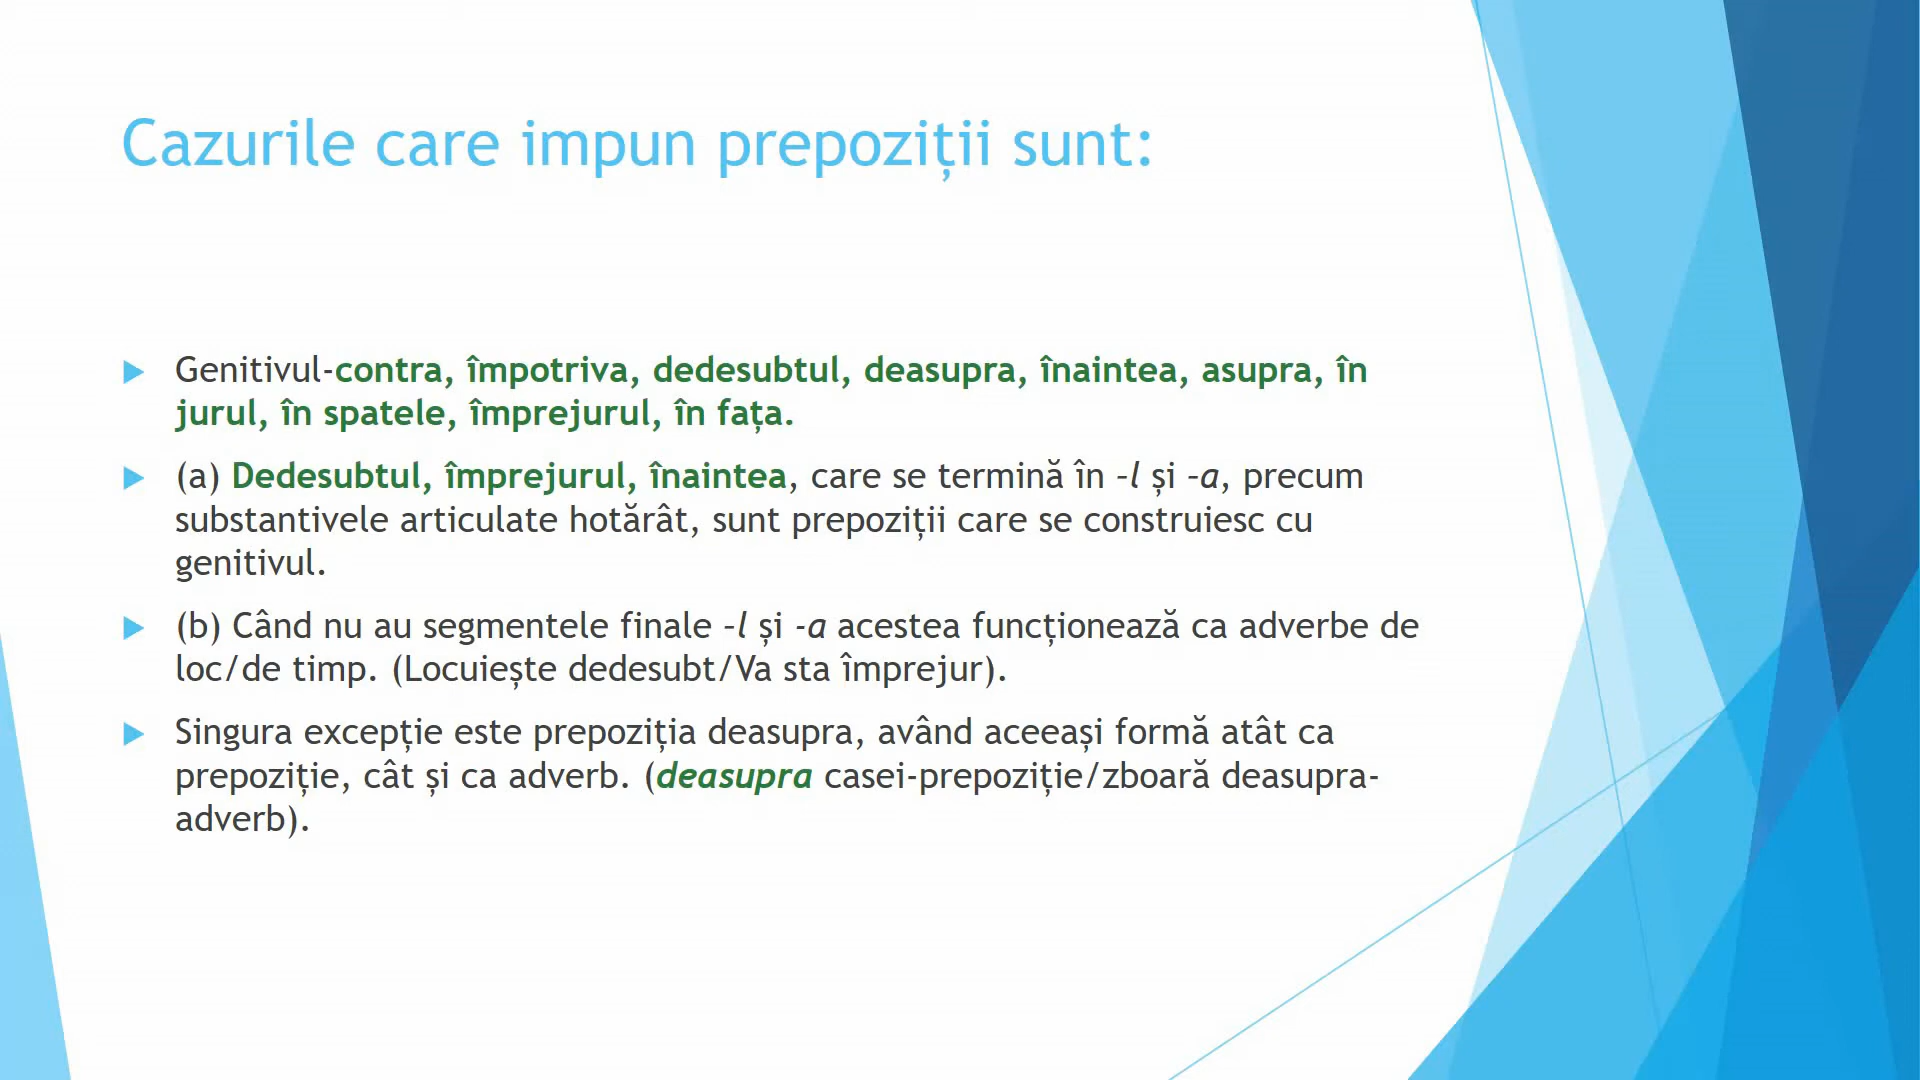 Cazurile care impun prepoziții sunt:
Genitivul-contra, împotriva, dedesubtul, deasupra, înaintea, asupra, în
jurul, în spatele, împrejurul, în fața.
(a) Dedesubtul, împrejurul, înaintea, care se termină în –l și –a, precum
substantivele articulate hotărât, sunt prepoziții care se construiesc cu
genitivul.
(b) Când nu au segmentele finale –l și -a acestea funcționează ca adverbe de
loc/de timp. (Locuiește dedesubt/Va sta împrejur).
Singura excepție este prepoziția deasupra, având aceeași formă atât ca
prepoziție, cât și ca adverb. (deasupra casei-prepoziție/zboară deasupra-
adverb).